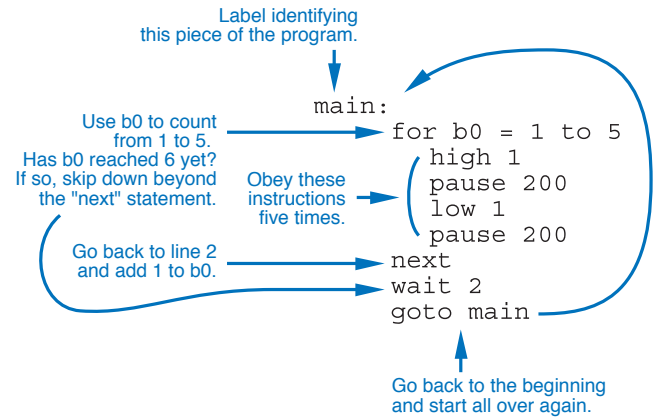 Label identifying
this piece of the program.
main:
Use b0 to count
from 1 to 5.
Has b0 reached 6 yet?
If so, skip down beyond
the "next" statement.
for b0 = 1 to 5
high 1
pause 200
low 1
pause 200
Obey these
instructions
five times.
Go back to line 2
and add 1 to b0.
next
wait 2
goto main
Go back to the beginning
and start all over again.